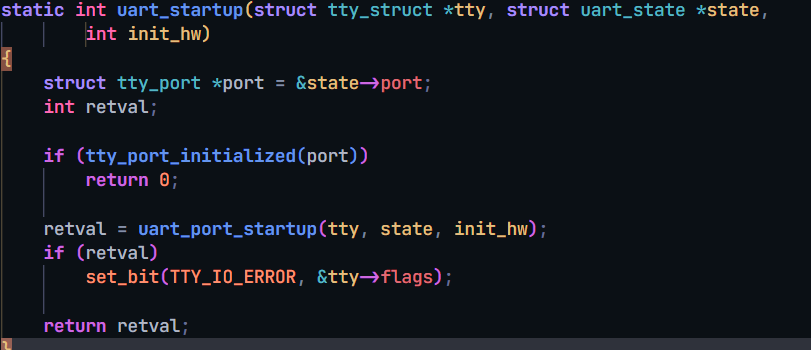 static int uart_startup(struct tty_struct *tty, struct uart_state *state,
int init_hw)
{
struct tty_port *port = &state->port;
int retval;
if (tty_port_initialized(port))
return 0;
retval = uart_port_startup(tty, state, init_hw);
if (retval)
set_bit(TTY_IO_ERROR, &tty->flags);
return retval;
}